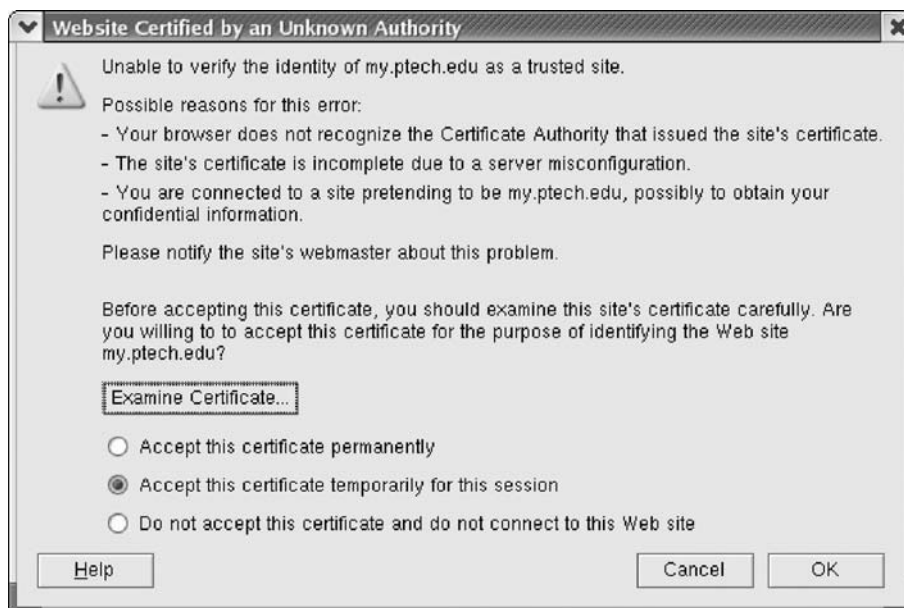 Website Certified by an Unknown Authority
Unable to verify the identity of my.ptech.edu as a trusted site.
Possible reasons for this error:
- Your browser does not recognize the Certificate Authority that issued the site's certificate.
- The site's certificate is incomplete due to a server misconfiguration.
- You are connected to a site pretending to be my.ptech.edu, possibly to obtain your
confidential information.
Please notify the site's webmaster about this problem.
Before accepting this certificate, you should examine this site's certificate carefully. Are
you willing to to accept this certificate for the purpose of identifying the Web site
my.ptech.edu?
Examine Certificate...
Accept this certificate permanently
Accept this certificate temporarily for this session
Do not accept this certificate and do not connect to this Web site
Help Cancel OK